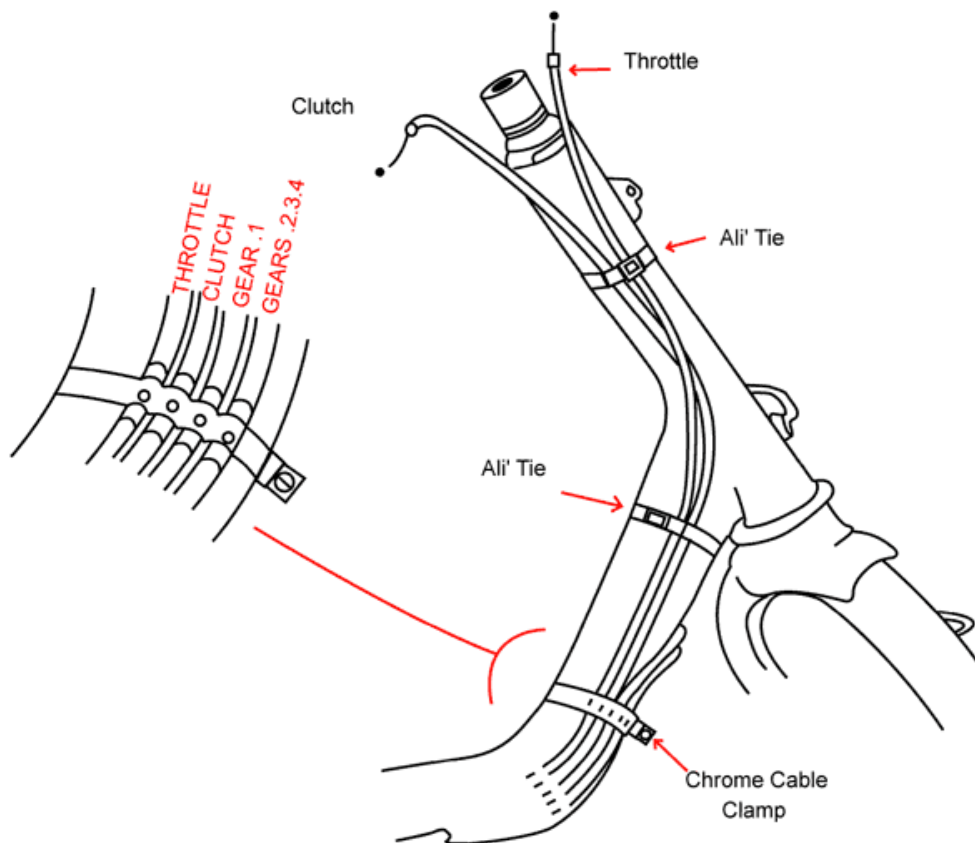 Throttle
Clutch
THROTTLE
CLUTCH
GEAR .1
GEARS .2.3.4
Ali' Tie
Ali' Tie
Chrome Cable
Clamp